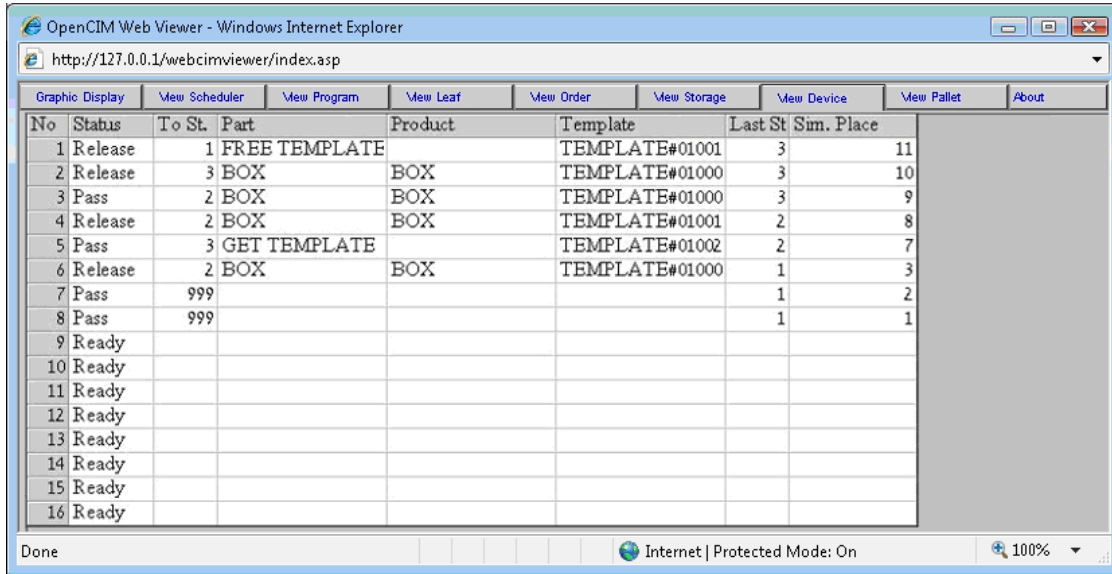 OpenCIM Web Viewer - Windows Internet Explorer
http://127.0.0.1/webcimviewer/index.asp
Graphic Display View Scheduler View Program View Leaf View Order View Storage View Device View Pallet About
No Status To St. Part Product Template Last St Sim. Place
1 Release 1 FREE TEMPLATE TEMPLATE#01001 3 11
2 Release 3 BOX BOX TEMPLATE#01000 3 10
3 Pass 2 BOX BOX TEMPLATE#01000 3 9
4 Release 2 BOX BOX TEMPLATE#01001 2 8
5 Pass 3 GET TEMPLATE TEMPLATE#01002 2 7
6 Release 2 BOX BOX TEMPLATE#01000 1 3
7 Pass 999 1 2
8 Pass 999 1 1
9 Ready
10 Ready
11 Ready
12 Ready
13 Ready
14 Ready
15 Ready
16 Ready
Done Internet | Protected Mode: On 100%